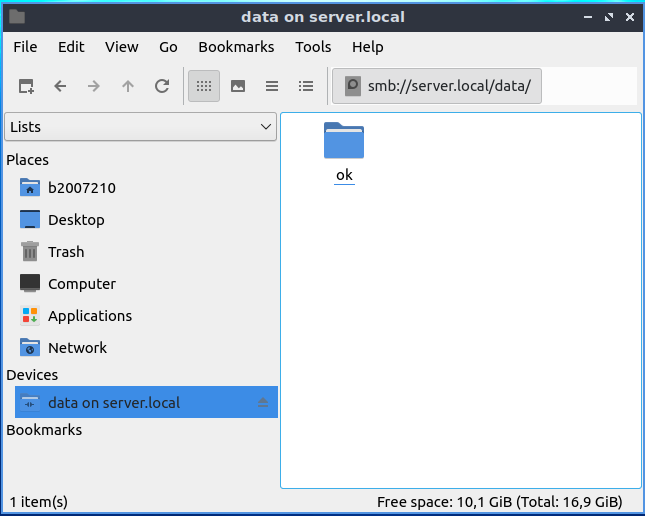 data on server.local
File Edit View Go Bookmarks Tools Help
smb://server.local/data/
Lists
Places
b2007210
Desktop
Trash
Computer
Applications
Network
Devices
data on server.local
Bookmarks
ok
1 item(s)
Free space: 10,1 GiB (Total: 16,9 GiB)